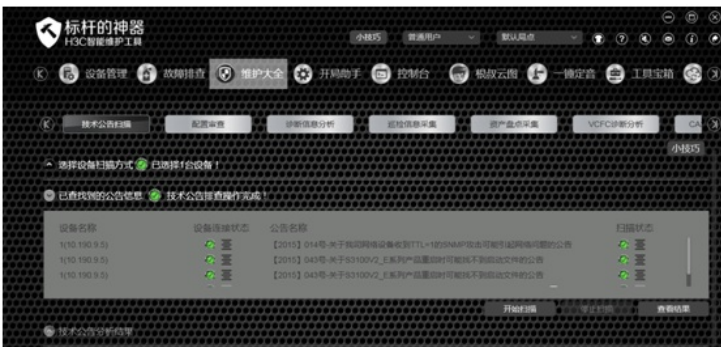 标杆的神器
H3C智能维护工具
小技巧 普通用户 默认局点
设备管理 故障排查 维护大全 开局助手 控制台 根叔云图 一锤定音 工具宝箱
技术公告扫描 配置审查 诊断信息分析 巡检信息采集 资产盘点采集 VCFC诊断分析 CA
小技巧
选择设备扫描方式 已选择1台设备！
已查找到的公告信息 技术公告排查操作完成！
设备名称 设备连接状态 公告名称 扫描状态
1(10.190.9.5) 【2015】014号-关于我司网络设备收到TTL=1的SNMP攻击可能引起网络问题的公告
1(10.190.9.5) 【2015】043号-关于S3100V2_E系列产品重启时可能找不到启动文件的公告
1(10.190.9.5) 【2015】043号-关于S3100V2_E系列产品重启时可能找不到启动文件的公告
开始扫描 停止扫描 查看结果
技术公告分析结果